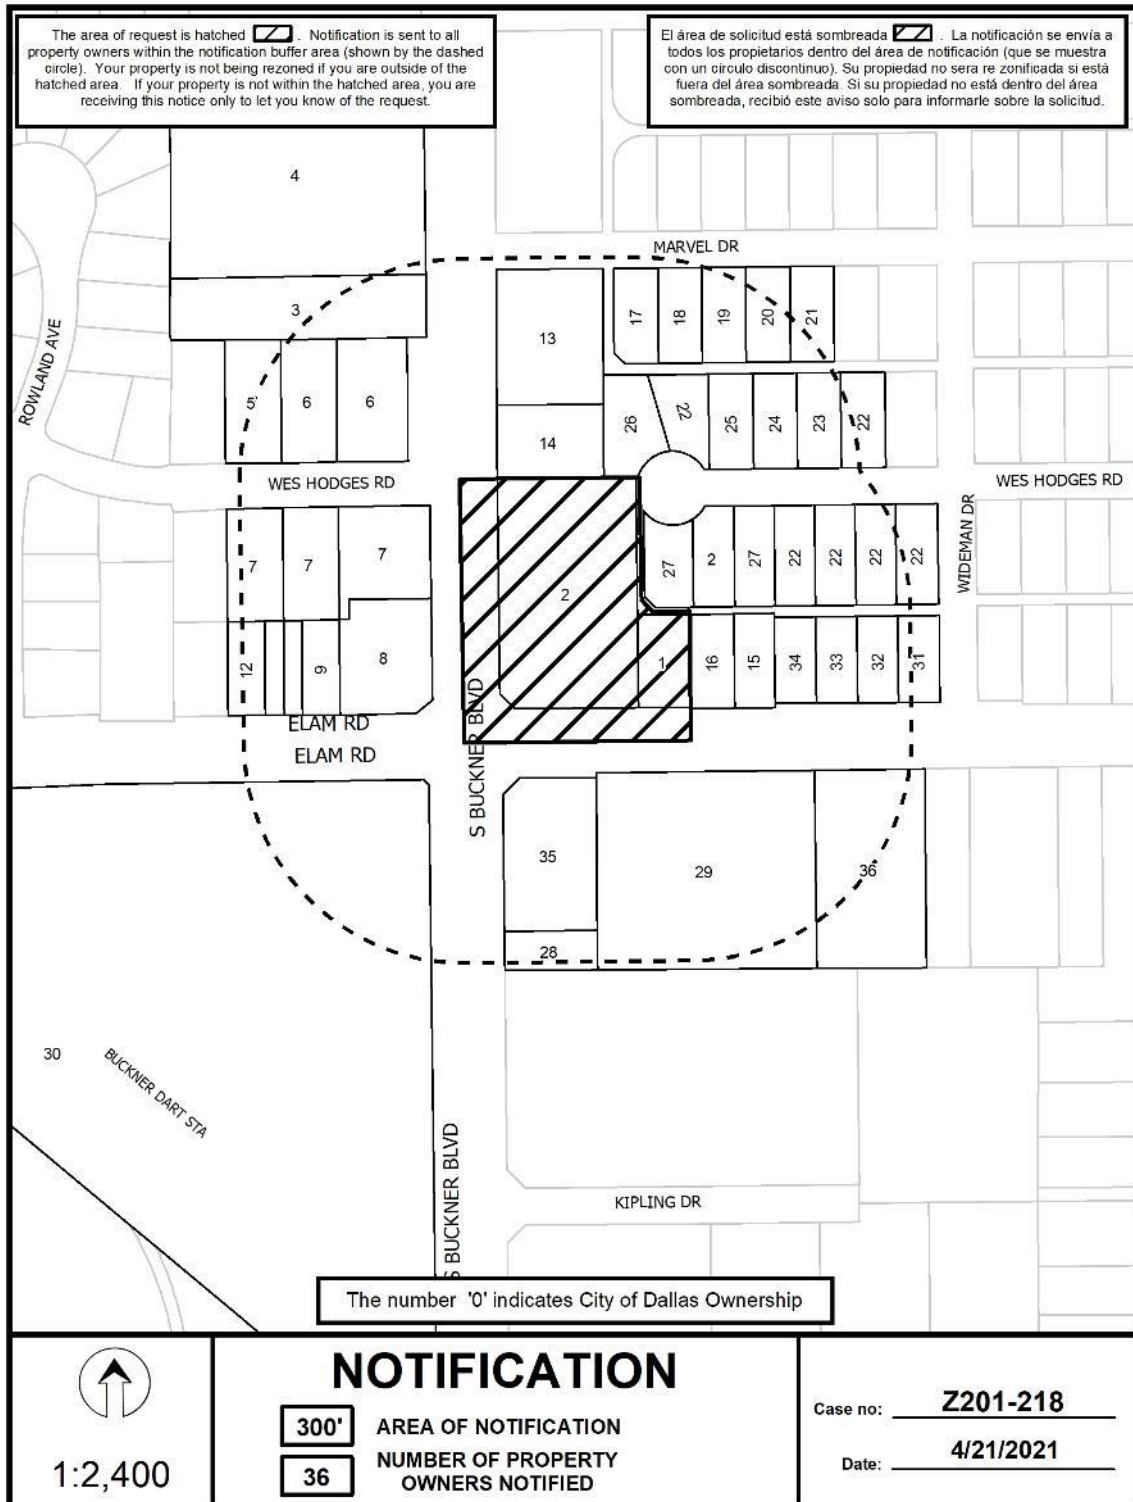 The area of request is hatched . Notification is sent to all
property owners within the notification buffer area (shown by the dashed
circle). Your property is not being rezoned if you are outside of the
hatched area. If your property is not within the hatched area, you are
receiving this notice only to let you know of the request.
El área de solicitud está sombreada . La notificación se envía a
todos los propietarios dentro del área de notificación (que se muestra
con un círculo discontinuo). Su propiedad no sera re zonificada si está
fuera del área sombreada. Si su propiedad no está dentro del área
sombreada, recibió este aviso solo para informarle sobre la solicitud.
4
MARVEL DR
3
13
17
18
19
20
21
ROWLAND AVE
5
6
6
14
26
22
25
24
23
22
WES HODGES RD
WES HODGES RD
WIDEMAN DR
7
7
7
2
27
2
27
22
22
22
22
12
9
8
1
16
15
34
33
32
31
ELAM RD
ELAM RD
S BUCKNER BLVD
35
29
36
28
30
BUCKNER DART STA
S BUCKNER BLVD
KIPLING DR
The number '0' indicates City of Dallas Ownership
1:2,400
NOTIFICATION
300' AREA OF NOTIFICATION
36 NUMBER OF PROPERTY
OWNERS NOTIFIED
Case no: Z201-218
Date: 4/21/2021